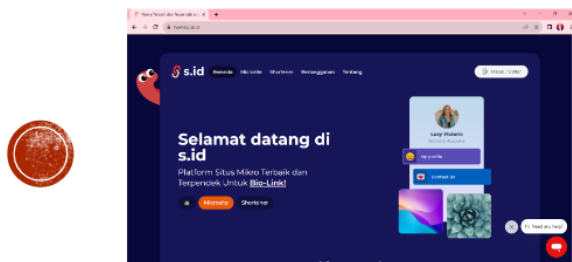 s.id
Beranda Microsite Shortener Berlangganan Tentang
Masuk / Daftar
Selamat datang di
s.id
Platform Situs Mikro Terbaik dan
Terpendek Untuk Bio-Link!
Microsite Shortener
Lucy Victoria
My profile
Contact Us
Hi. Need any help?